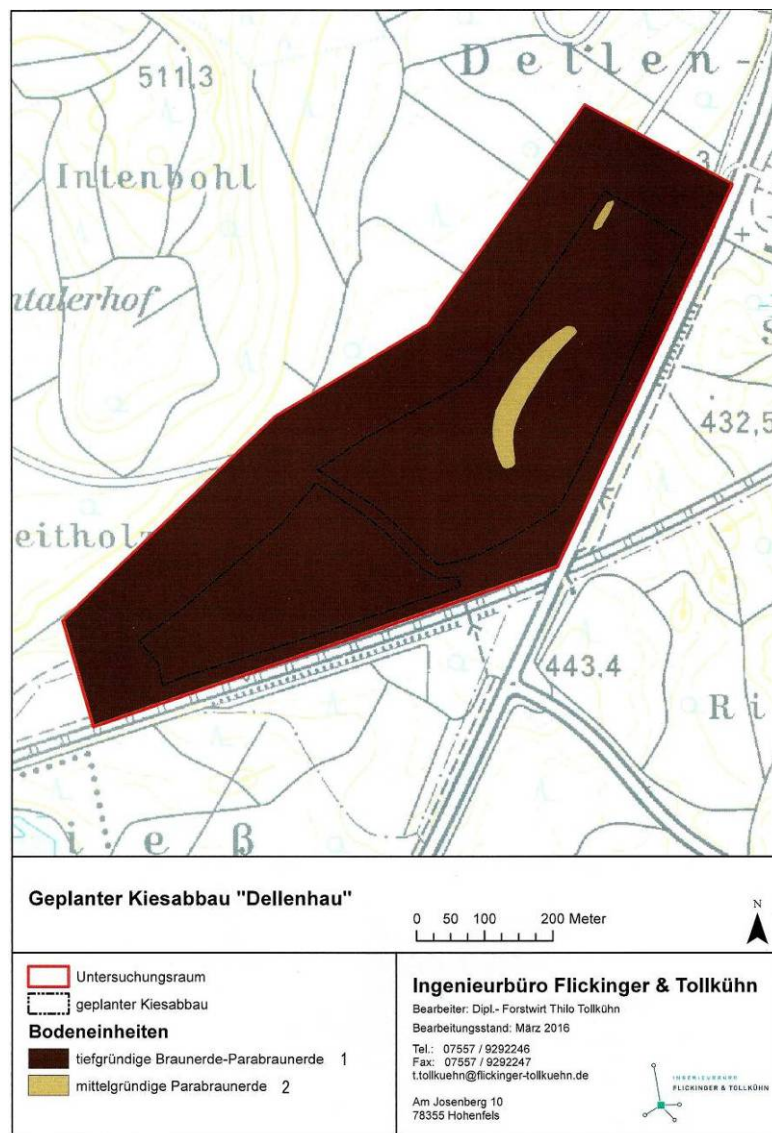 Dellen-
511,3
Intenbohl
ntalerhof
432,5
eitholz
443,4
Ri
ieß
Geplanter Kiesabbau "Dellenhau"
0 50 100 200 Meter
N
Untersuchungsraum
geplanter Kiesabbau
Bodeneinheiten
tiefgründige Braunerde-Parabraunerde 1
mittelgründige Parabraunerde 2
Ingenieurbüro Flickinger & Tollkühn
Bearbeiter: Dipl.- Forstwirt Thilo Tollkühn
Bearbeitungsstand: März 2016
Tel.: 07557 / 9292246
Fax: 07557 / 9292247
t.tollkuehn@flickinger-tollkuehn.de
Am Josenberg 10
78355 Hohenfels
INGENIEURBÜRO
FLICKINGER & TOLLKÜHN